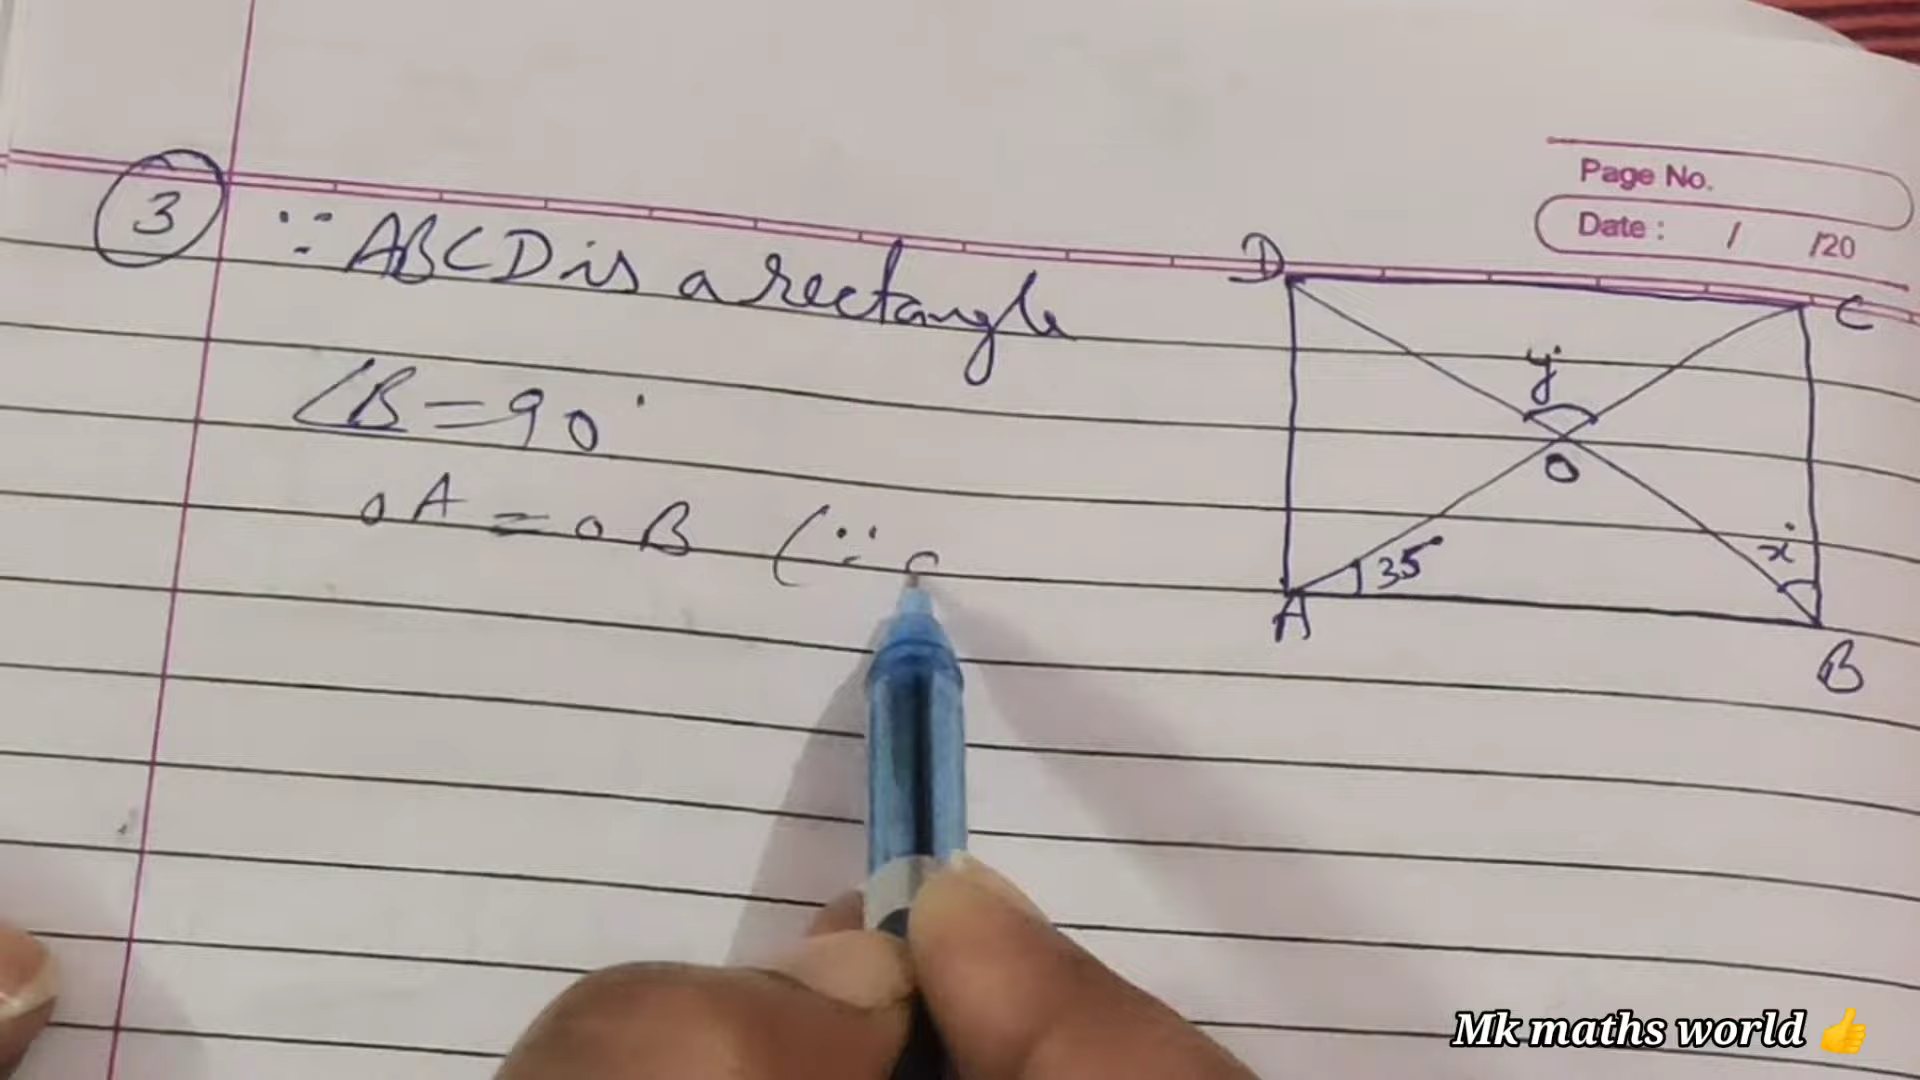 Page No.
Date : / /20
3 ∵ ABCD is a rectangle
∠B = 90°
OA = OB (∵
D
C
y°
O
35°
x°
A
B
Mk maths world 👍